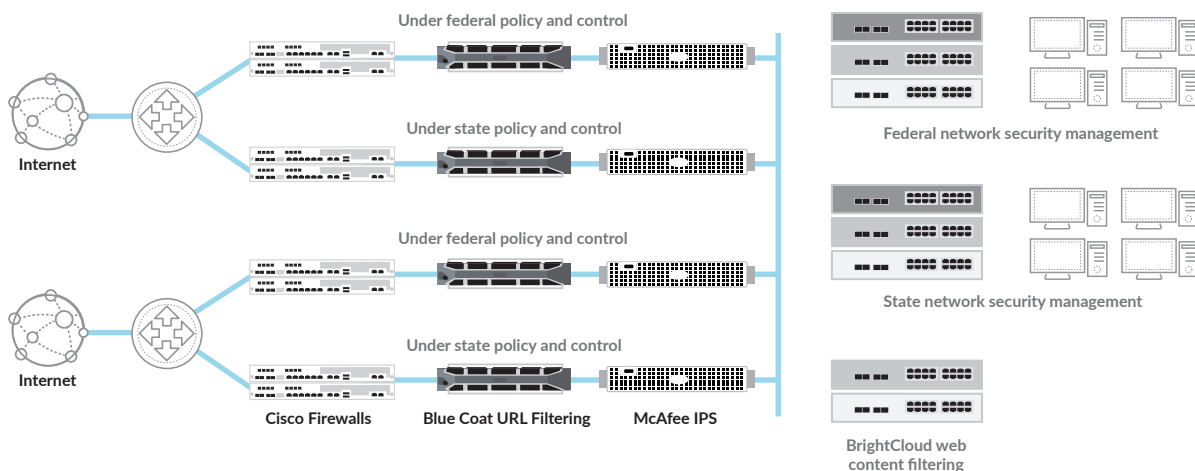 Under federal policy and control
Internet
Under state policy and control
Federal network security management
Under federal policy and control
State network security management
Internet
Under state policy and control
Cisco Firewalls
Blue Coat URL Filtering
McAfee IPS
BrightCloud web
content filtering